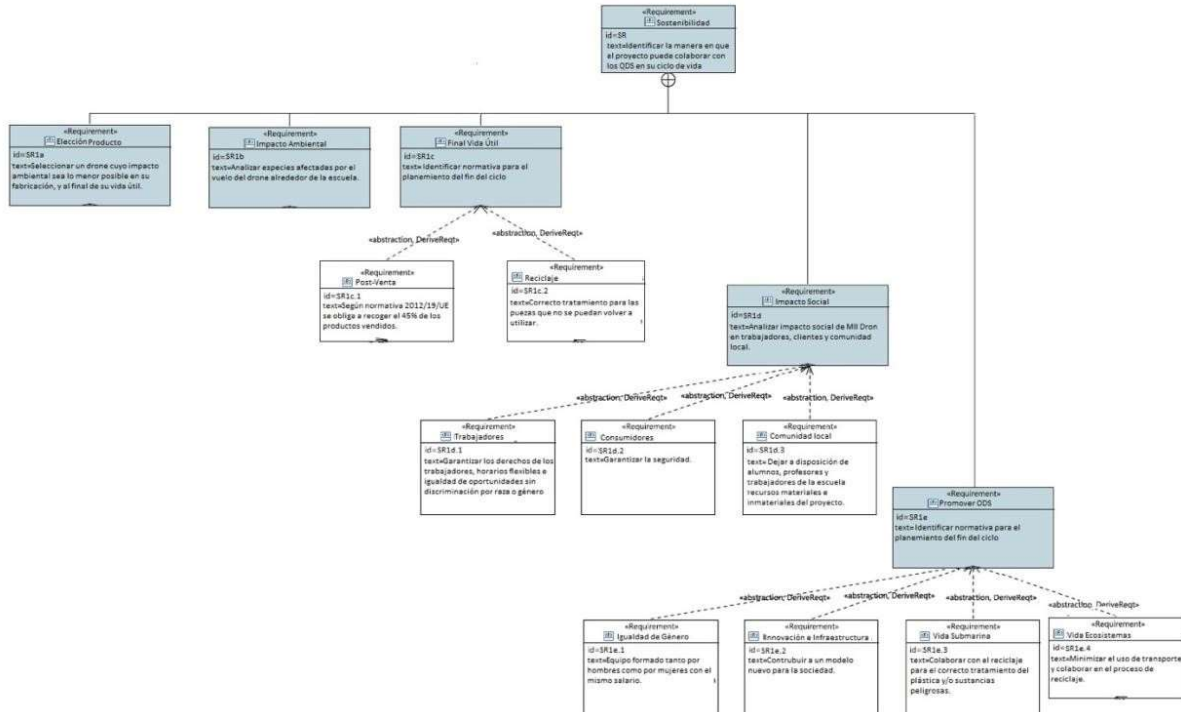 «Requirement»
Sostenibilidad
id=SR
text=Identificar la manera en que
el proyecto puede colaborar con
los ODS en su ciclo de vida
«Requirement»
Elección Producto
id=SR1a
text=Seleccionar un drone cuyo impacto
ambiental sea lo menor posible en su
fabricación, y al final de su vida útil.
«Requirement»
Impacto Ambiental
id=SR1b
text=Analizar especies afectadas por el
vuelo del drone alrededor de la escuela.
«Requirement»
Final Vida Útil
id=SR1c
text= Identificar normativa para el
planemiento del fin del ciclo
«abstraction, DeriveReqt»
«abstraction, DeriveReqt»
«Requirement»
Post-Venta
id=SR1c.1
text=Según normativa 2012/19/UE
se obliga a recoger el 45% de los
productos vendidos.
«Requirement»
Reciclaje
id=SR1c.2
text=Correcto tratamiento para las
puezas que no se puedan volver a
utilizar.
«Requirement»
Impacto Social
id=SR1d
text=Analizar impacto social de MII Dron
en trabajadores, clientes y comunidad
local.
«abstraction, DeriveReqt»
«abstraction, DeriveReqt»
«abstraction, DeriveReqt»
«Requirement»
Trabajadores
id=SR1d.1
text=Garantizar los derechos de los
trabajadores, horarios flexibles e
igualdad de oportunidades sin
discriminación por raza o género
«Requirement»
Consumidores
id=SR1d.2
text=Garantizar la seguridad.
«Requirement»
Comunidad local
id=SR1d.3
text= Dejar a disposición de
alumnos, profesores y
trabajadores de la escuela
recursos materiales e
inmateriales del proyecto.
«Requirement»
Promover ODS
id=SR1e
text= Identificar normativa para el
planemiento del fin del ciclo
«abstraction, DeriveReqt»
«abstraction, DeriveReqt»
«abstraction, DeriveReqt»
«abstraction, DeriveReqt»
«Requirement»
Igualdad de Género
id=SR1e.1
text=Equipo formado tanto por
hombres como por mujeres con el
mismo salario.
«Requirement»
Iinnovación e Infraestructura
id=SR1e.2
text=Contrubuir a un modelo
nuevo para la sociedad.
«Requirement»
Vida Submarina
id=SR1e.3
text=Colaborar con el reciclaje
para el correcto tratamiento del
plástica y/o sustancias
peligrosas.
«Requirement»
Vida Ecosistemas
id=SR1e.4
text=Minimizar el uso de transporte
y colaborar en el proceso de
reciclaje.